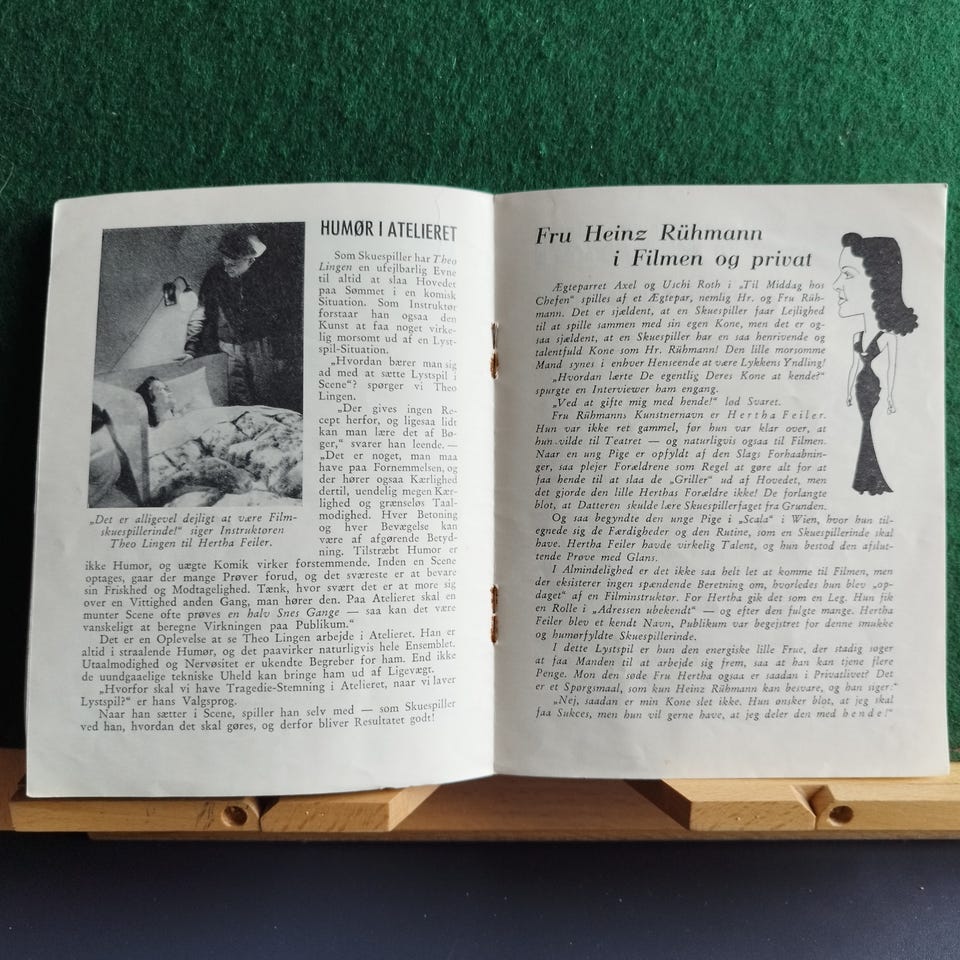 HUMØR I ATELIERET
Som Skuespiller har Theo
Lingen en ufejlbarlig Evne
til altid at slaa Hovedet
paa Sømmet i en komisk
Situation. Som Instruktør
forstaar han ogsaa den
Kunst at faa noget virke-
lig morsomt ud af en Lyst-
spil-Situation.
„Hvordan bærer man sig
ad med at sætte Lystspil i
Scene“? spørger vi Theo
Lingen.
„Der gives ingen Re-
cept herfor, og ligesaa lidt
kan man lære det af Bø-
ger,“ svarer han leende. —
„Det er noget, man maa
have paa Fornemmelsen, og
der hører ogsaa Kærlighed
dertil, uendelig megen Kær-
lighed og grænseløs Taal-
modighed. Hver Betoning
og hver Bevægelse kan
være af afgørende Betyd-
ning. Tilstræbt Humør er
„Det er alligevel dejligt at være Film-
skuespillerinde!“ siger Instruktøren
Theo Lingen til Hertha Feiler.
ikke Humor, og uægte Komik virker forstemmende. Inden en Scene
optages, gaar der mange Prøver forud, og det sværeste er at bevare
sin Friskhed og Modtagelighed. Tænk, hvor svært det er at more sig
over en Vittighed anden Gang, man hører den. Paa Atelieret skal en
munter Scene ofte prøves en halv Snes Gange — saa kan det være
vanskeligt at beregne Virkningen paa Publikum.“
Det er en Oplevelse at se Theo Lingen arbejde i Atelieret. Han er
altid i straalende Humør, og det paavirker naturligvis hele Ensemblet.
Utaalmodighed og Nervøsitet er ukendte Begreber for ham. End ikke
de uundgaaelige tekniske Uheld kan bringe ham ud af Ligevægt.
„Hvorfor skal vi have Tragedie-Stemning i Atelieret, naar vi laver
Lystspil?“ er hans Valgsprog.
Naar han sætter i Scene, spiller han selv med — som Skuespiller
ved han, hvordan det skal gøres, og derfor bliver Resultatet godt!
Fru Heinz Rühmann
i Filmen og privat
Ægteparret Axel og Uschi Roth i „Til Middag hos
Chefen“ spilles af et Ægtepar, nemlig Hr. og Fru Rüh-
mann. Det er sjældent, at en Skuespiller faar Lejlighed
til at spille sammen med sin egen Kone, men det er og-
saa sjældent, at en Skuespiller har en saa henrivende og
talentfuld Kone som Hr. Rühmann! Den lille morsomme
Mand synes i enhver Henseende at være Lykkens Yndling!
„Hvordan lærte De egentlig Deres Kone at kende?“
spurgte en Interviewer ham engang.
„Ved at gifte mig med hende!“ lød Svaret.
Fru Rühmanns Kunstnernavn er Hertha Feiler.
Hun var ikke ret gammel, før hun var klar over, at
hun vilde til Teatret — og naturligvis ogsaa til Filmen.
Naar en ung Pige er opfyldt af den Slags Forhaabnin-
ger, saa plejer Forældrene som Regel at gøre alt for at
faa hende til at slaa de „Griller“ ud af Hovedet, men
det gjorde den lille Herthas Forældre ikke! De forlangte
blot, at Datteren skulde lære Skuespillerfaget fra Grunden.
Og saa begyndte den unge Pige i „Scala“ i Wien, hvor hun til-
egnede sig de Færdigheder og den Rutine, som en Skuespillerinde skal
have. Hertha Feiler havde virkelig Talent, og hun bestod den afslut-
tende Prøve med Glans.
I Almindelighed er det ikke saa helt let at komme til Filmen, men
der eksisterer ingen spændende Beretning om, hvorledes hun blev „op-
daget“ af en Filminstruktør. For Hertha gik det som en Leg. Hun fik
en Rolle i „Adressen ubekendt“ — og efter den fulgte mange. Hertha
Feiler blev et kendt Navn, Publikum var begejstret for denne smukke
og humørfyldte Skuespillerinde.
I dette Lystspil er hun den energiske lille Frue, der stadig søger
at faa Manden til at arbejde sig frem, saa at han kan tjene flere
Penge. Mon den søde Fru Hertha ogsaa er saadan i Privatlivet? Det
er et Spørgsmaal, som kun Heinz Rühmann kan besvare, og han siger:“
„Nej, saadan er min Kone slet ikke. Hun ønsker blot, at jeg skal
faa Sukces, men hun vil gerne have, at jeg deler den med hende!“